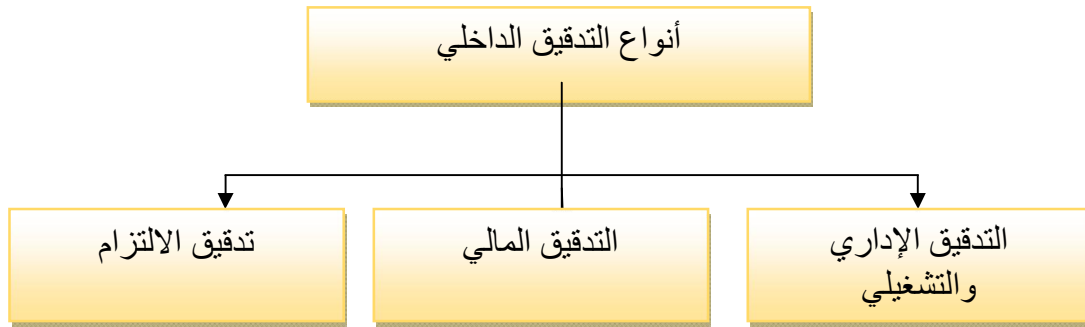 أنواع التدقيق الداخلي
التدقيق الإداري
والتشغيلي
التدقيق المالي
تدقيق الالتزام